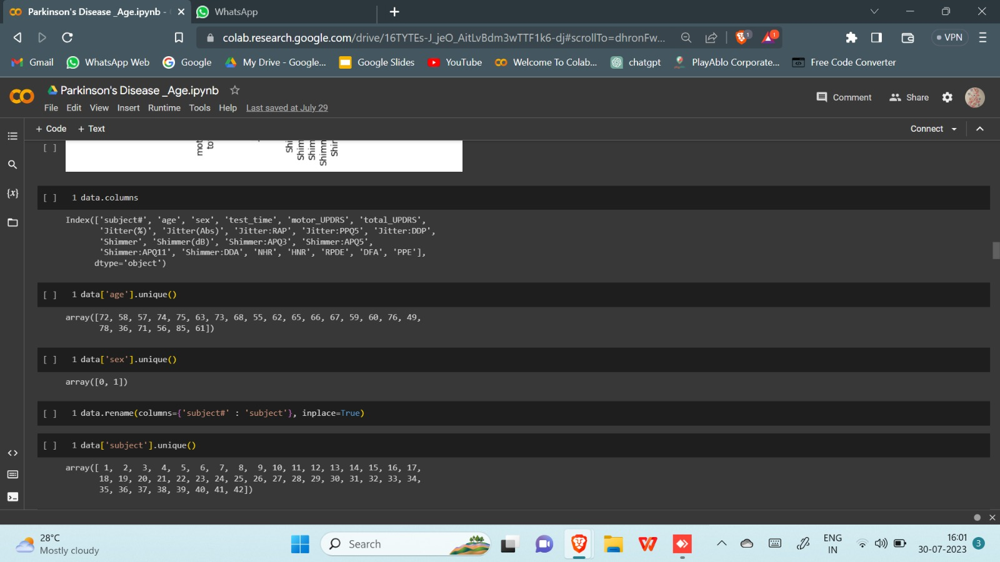 Parkinson's Disease _Age.ipynb -
WhatsApp
colab.research.google.com/drive/16TYTEs-J_jeO_AitLvBdm3wTTF1k6-dj#scrollTo=dhronFw...
1
1
VPN
Gmail
WhatsApp Web
Google
My Drive - Google...
Google Slides
YouTube
Welcome To Colab...
chatgpt
PlayAblo Corporate...
Free Code Converter
Parkinson's Disease _Age.ipynb
File Edit View Insert Runtime Tools Help Last saved at July 29
Comment
Share
+ Code + Text
Connect
[ ]
[ ] 1 data.columns
Index(['subject#', 'age', 'sex', 'test_time', 'motor_UPDRS', 'total_UPDRS',
'Jitter(%)', 'Jitter(Abs)', 'Jitter:RAP', 'Jitter:PPQ5', 'Jitter:DDP',
'Shimmer', 'Shimmer(dB)', 'Shimmer:APQ3', 'Shimmer:APQ5',
'Shimmer:APQ11', 'Shimmer:DDA', 'NHR', 'HNR', 'RPDE', 'DFA', 'PPE'],
dtype='object')
[ ] 1 data['age'].unique()
array([72, 58, 57, 74, 75, 63, 73, 68, 55, 62, 65, 66, 67, 59, 60, 76, 49,
78, 36, 71, 56, 85, 61])
[ ] 1 data['sex'].unique()
array([0, 1])
[ ] 1 data.rename(columns={'subject#' : 'subject'}, inplace=True)
[ ] 1 data['subject'].unique()
array([ 1, 2, 3, 4, 5, 6, 7, 8, 9, 10, 11, 12, 13, 14, 15, 16, 17,
18, 19, 20, 21, 22, 23, 24, 25, 26, 27, 28, 29, 30, 31, 32, 33, 34,
35, 36, 37, 38, 39, 40, 41, 42])
28°C
Mostly cloudy
Search
ENG
IN
16:01
30-07-2023
3